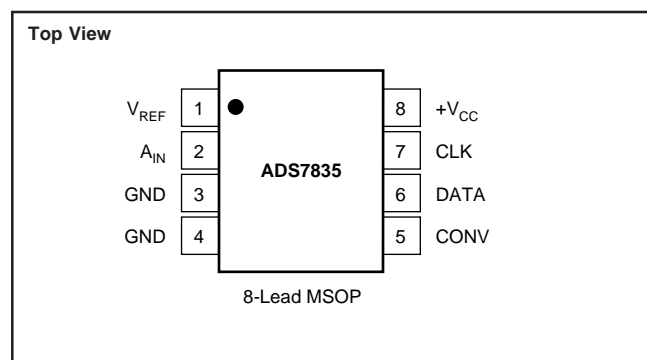 Top View
V_REF 1 8 +V_CC
A_IN 2 7 CLK
ADS7835
GND 3 6 DATA
GND 4 5 CONV
8-Lead MSOP